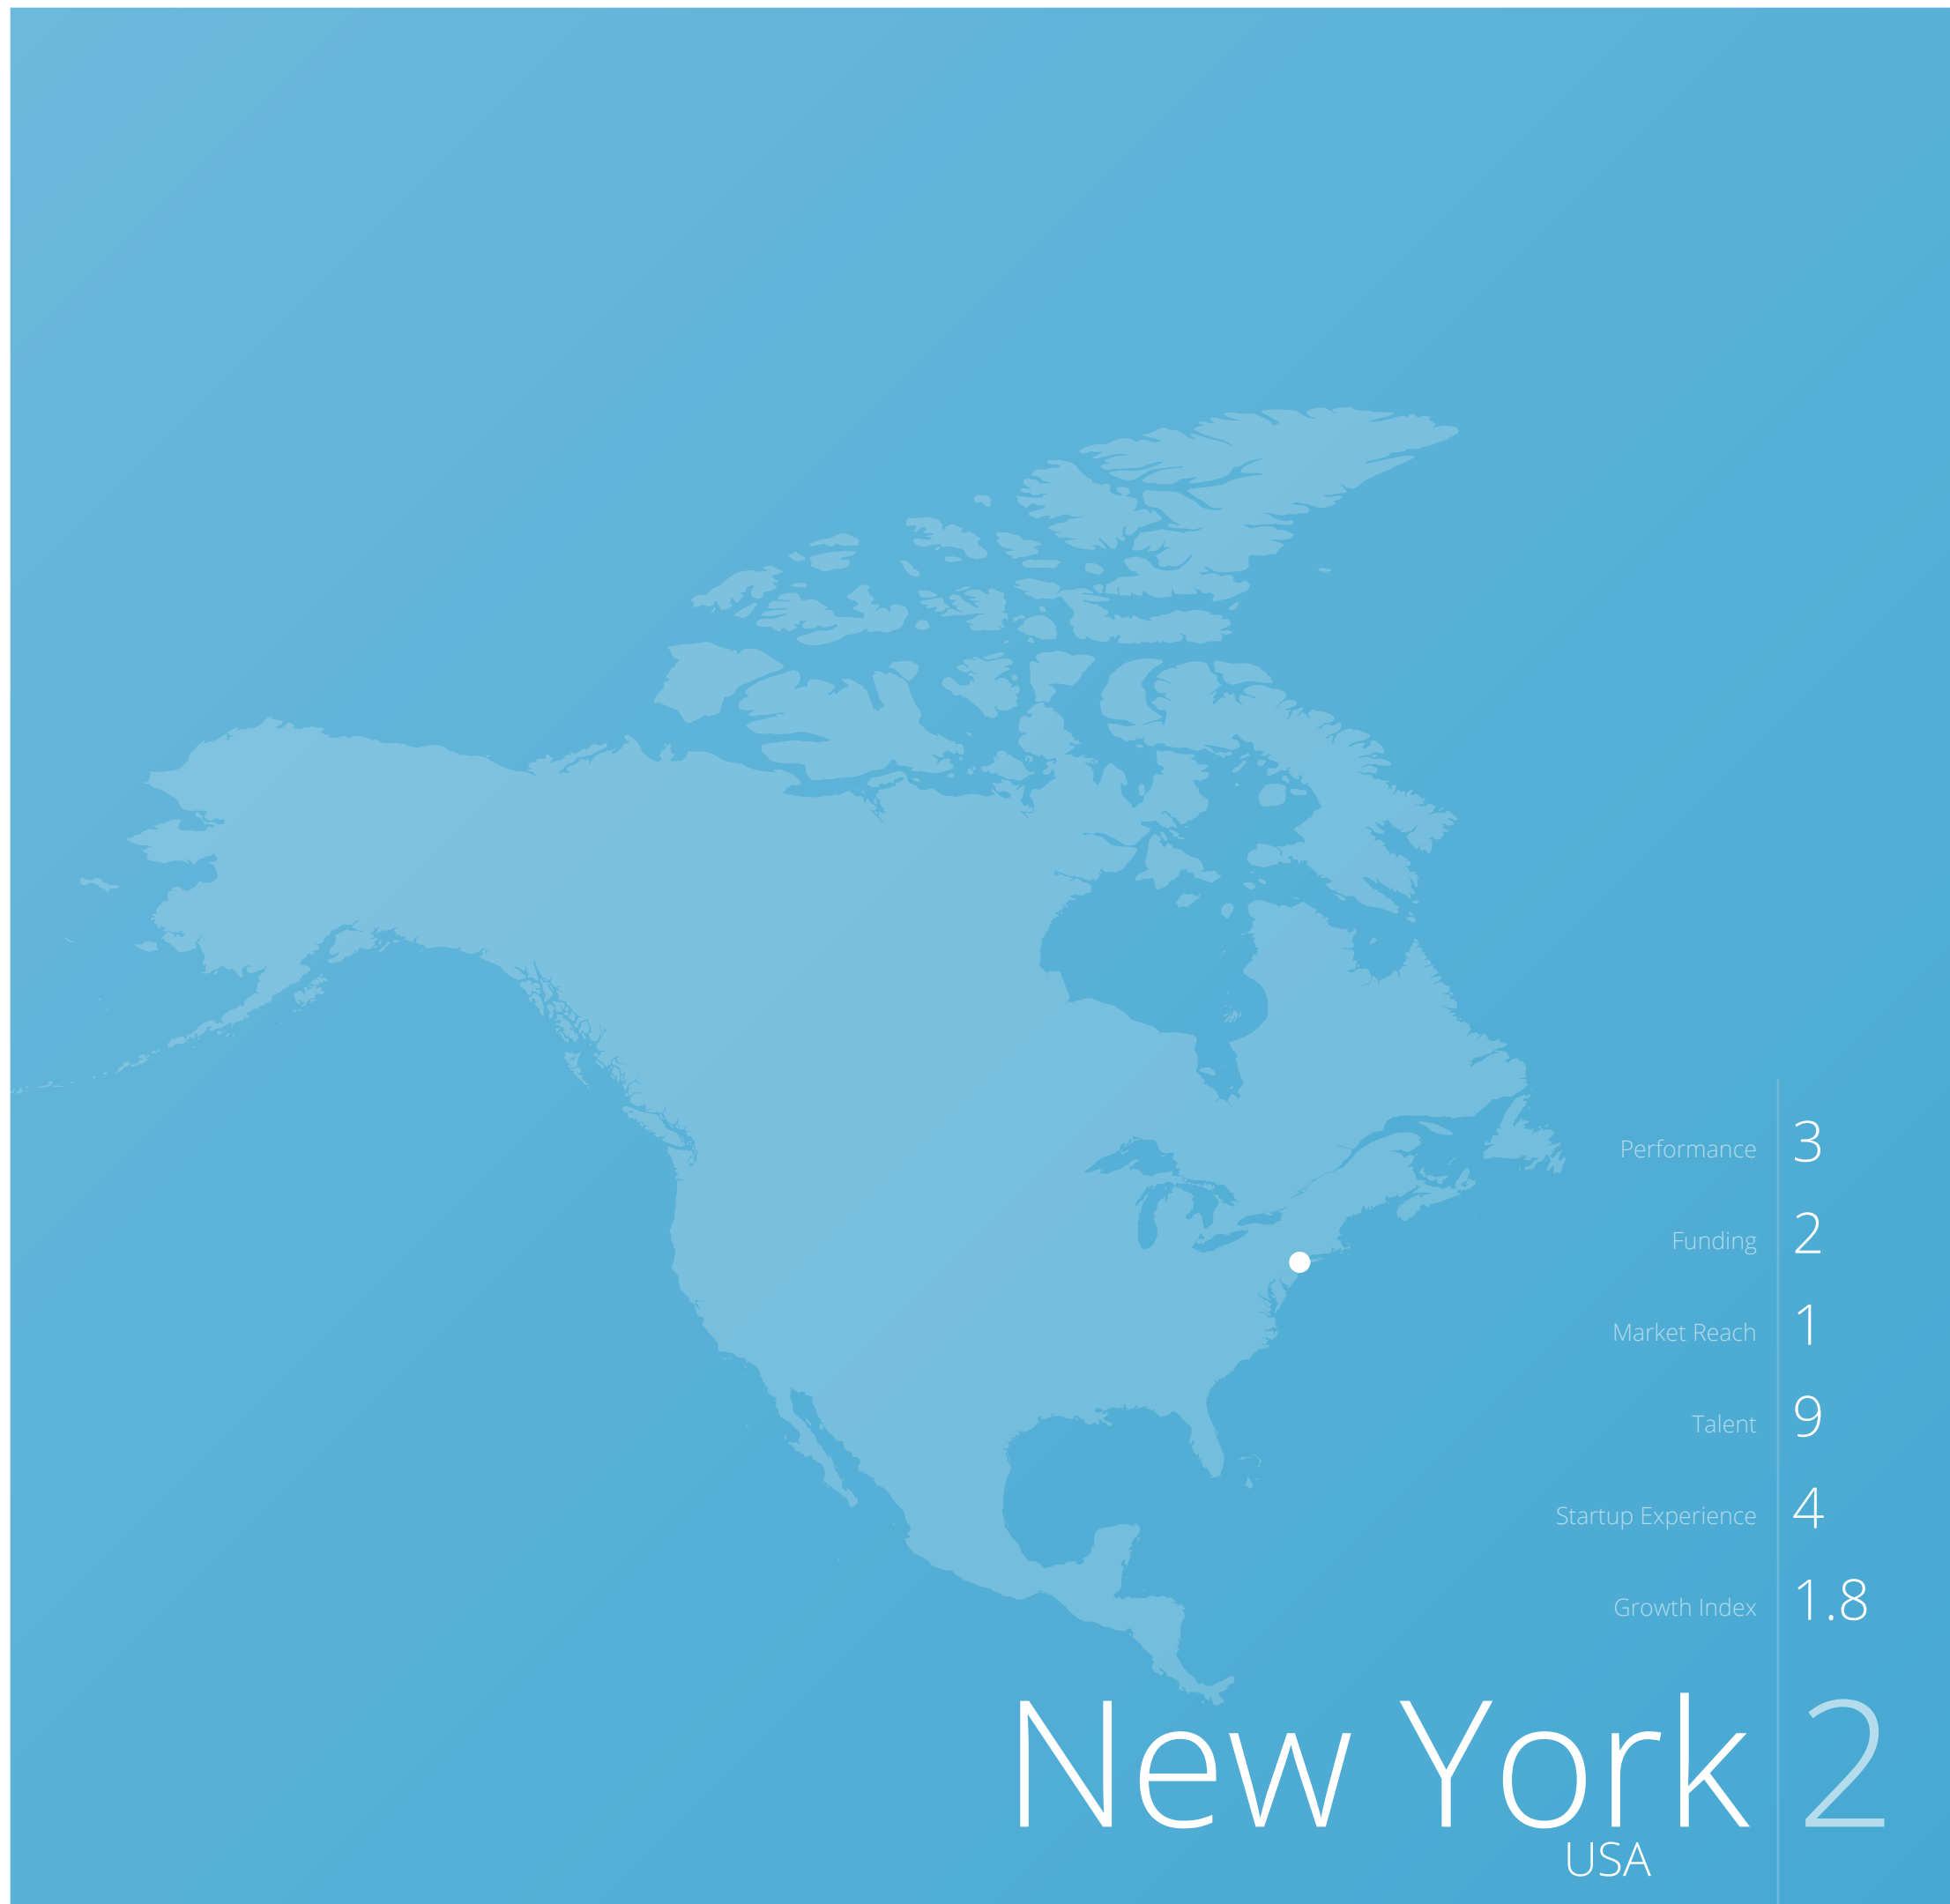 Performance 3
Funding 2
Market Reach 1
Talent 9
Startup Experience 4
Growth Index 1.8
New York 2
USA